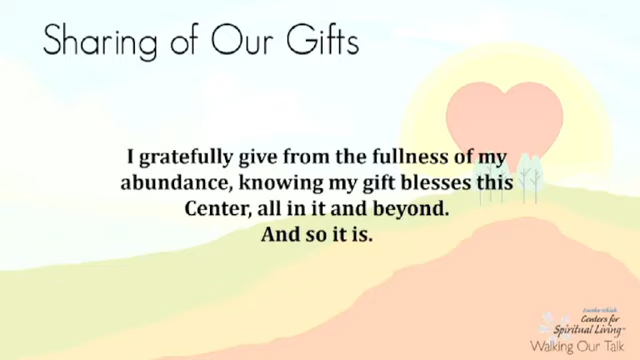 Sharing of Our Gifts
I gratefully give from the fullness of my
abundance, knowing my gift blesses this
Center, all in it and beyond.
And so it is.
Centers for
Spiritual Living™
Walking Our Talk